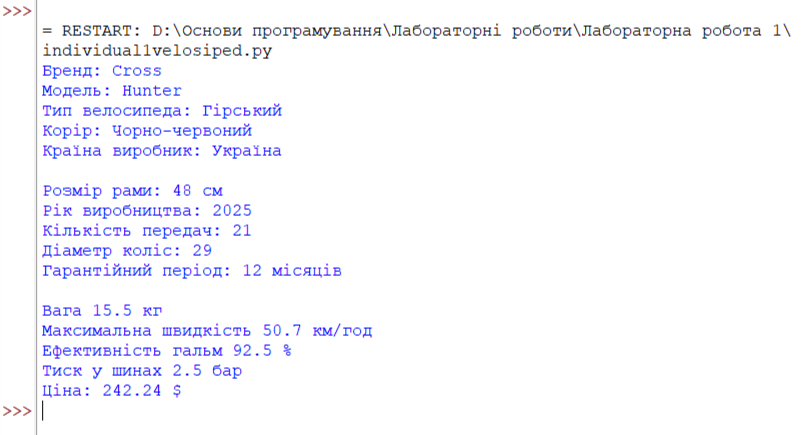 >>>
= RESTART: D:\Основи програмування\Лабораторні роботи\Лабораторна робота 1\
individual1velosiped.py
Бренд: Cross
Модель: Hunter
Тип велосипеда: Гірський
Корір: Чорно-червоний
Країна виробник: Україна
Розмір рами: 48 см
Рік виробництва: 2025
Кількість передач: 21
Діаметр коліс: 29
Гарантійний період: 12 місяців
Вага 15.5 кг
Максимальна швидкість 50.7 км/год
Ефективність гальм 92.5 %
Тиск у шинах 2.5 бар
Ціна: 242.24 $
>>>